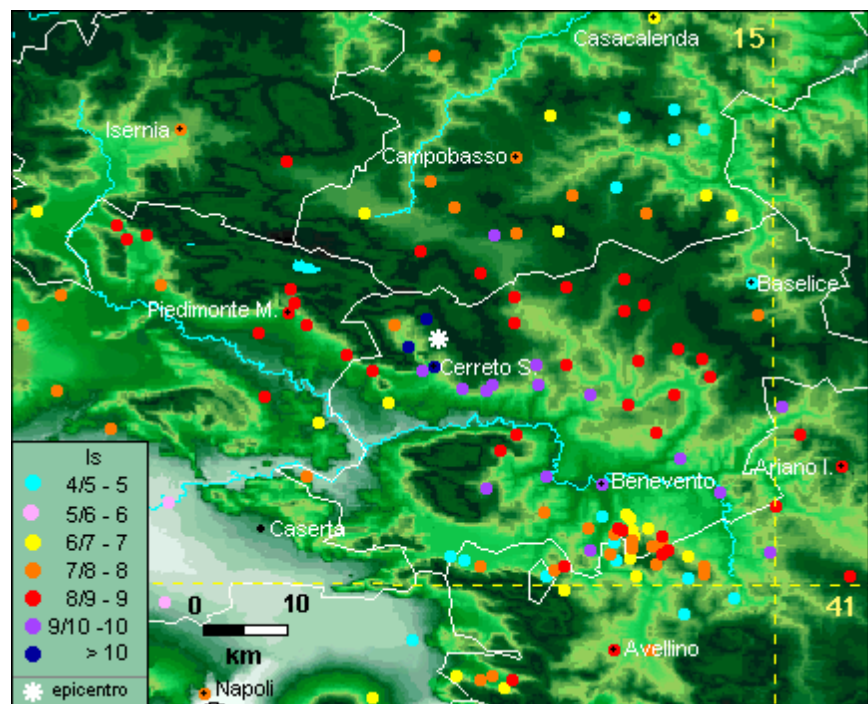 Casacalenda
15
Isernia
Campobasso
Baselice
Piedimonte M.
Cerreto S.
Is
4/5 - 5
5/6 - 6
6/7 - 7
7/8 - 8
8/9 - 9
9/10 -10
> 10
epicentro
Ariano I.
Benevento
Caserta
0 10
km
41
Avellino
Napoli